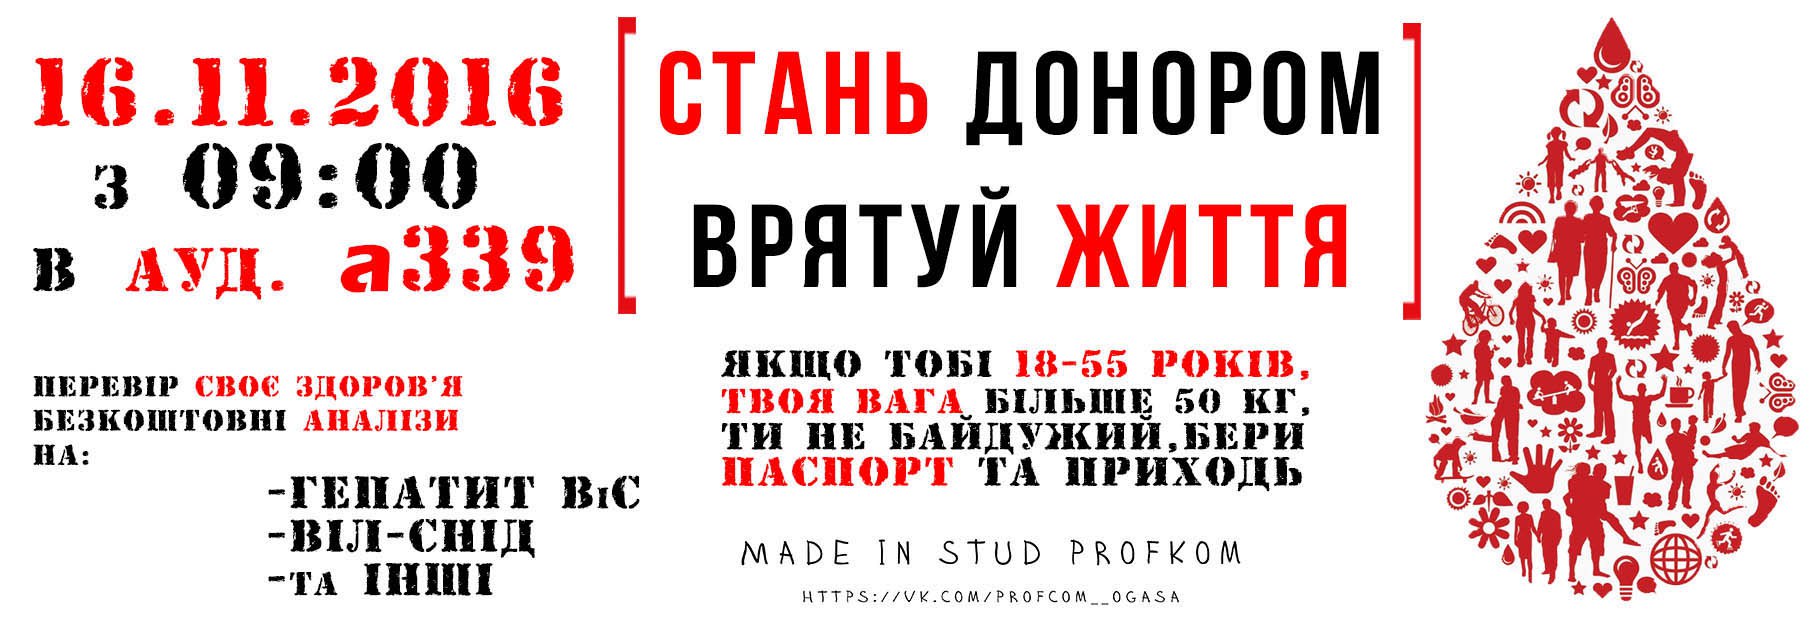 16.11.2016
з 09:00
в ауд. а339
СТАНЬ ДОНОРОМ
ВРЯТУЙ ЖИТТЯ
ПЕРЕВІР СВОЄ ЗДОРОВ'Я
БЕЗКОШТОВНІ АНАЛІЗИ
НА:
-ГЕПАТИТ ВіС
-ВІЛ-СНІД
-та ІНШІ
ЯКЩО ТОБІ 18-55 РОКІВ,
ТВОЯ ВАГА БІЛЬШЕ 50 КГ,
ТИ НЕ БАЙДУЖИЙ,БЕРИ
ПАСПОРТ ТА ПРИХОДЬ
MADE IN STUD PROFKOM
HTTPS://VK.COM/PROFCOM__OGASA